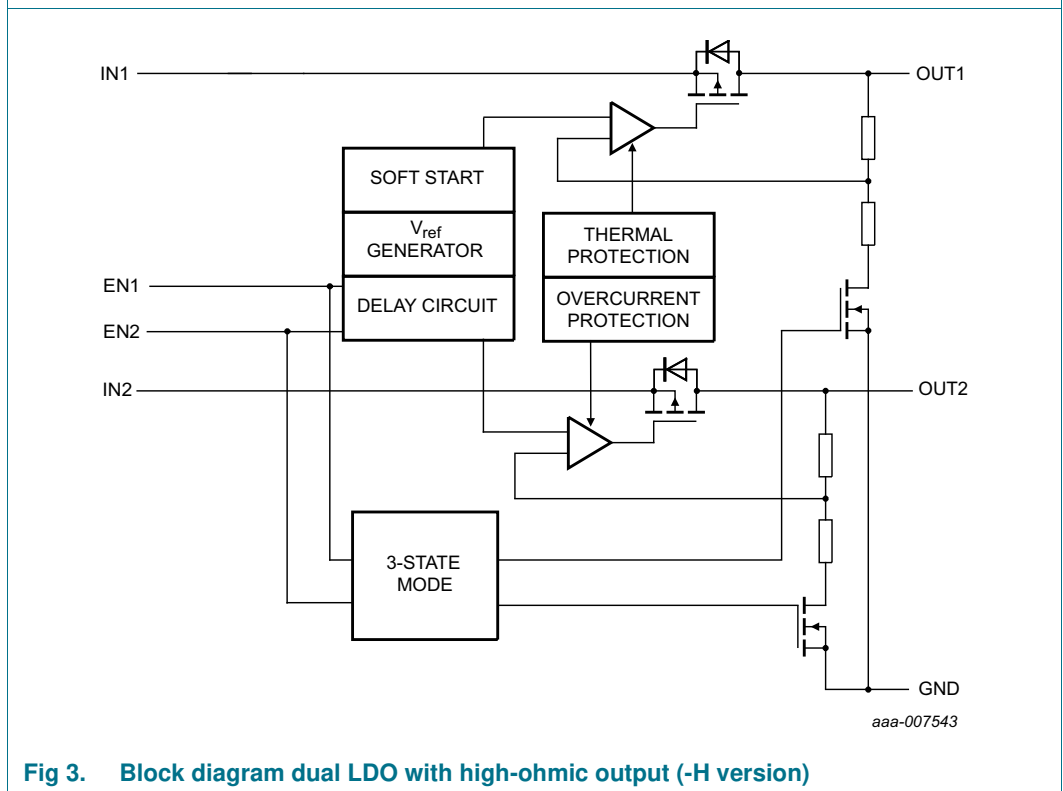 IN1
OUT1
SOFT START
Vref
GENERATOR
THERMAL
PROTECTION
EN1
DELAY CIRCUIT
OVERCURRENT
PROTECTION
EN2
IN2
OUT2
3-STATE
MODE
GND
aaa-007543
Fig 3. Block diagram dual LDO with high-ohmic output (-H version)